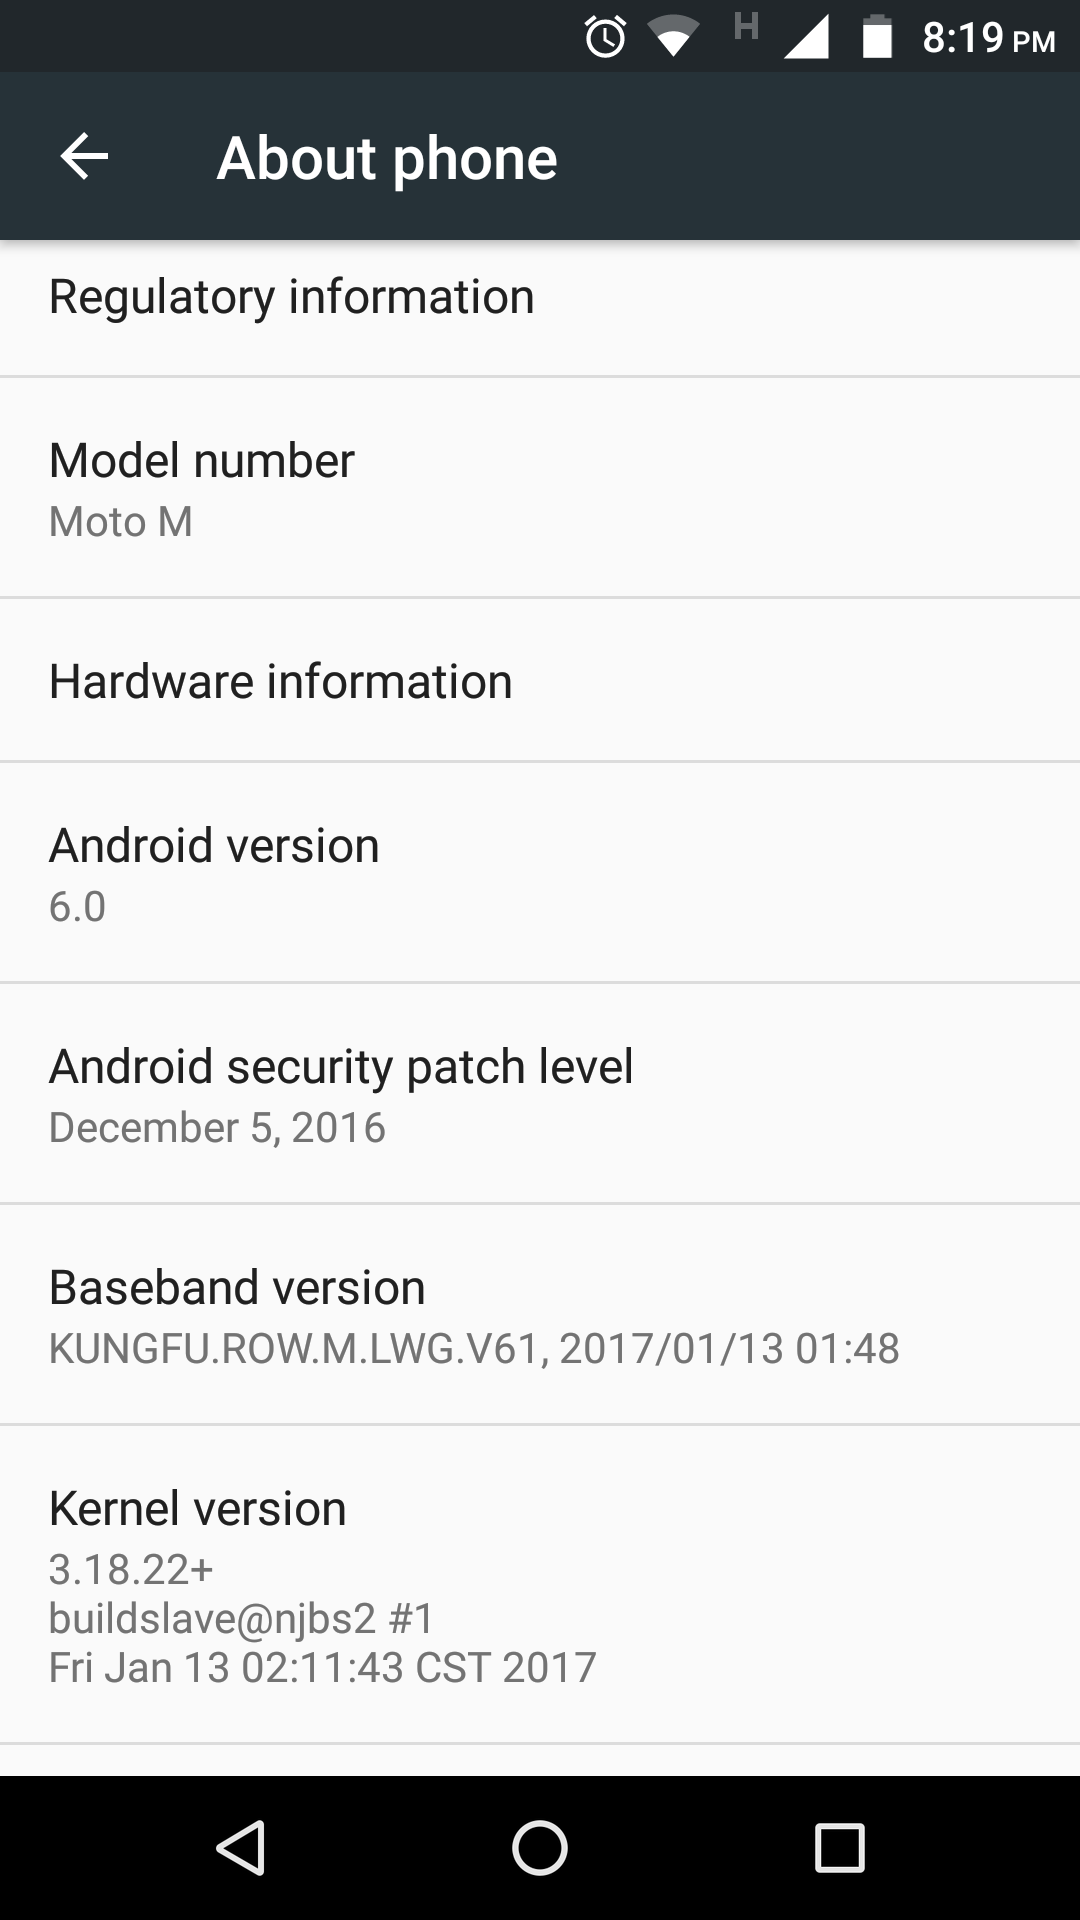 H 8:19 PM
About phone
Regulatory information
Model number
Moto M
Hardware information
Android version
6.0
Android security patch level
December 5, 2016
Baseband version
KUNGFU.ROW.M.LWG.V61, 2017/01/13 01:48
Kernel version
3.18.22+
buildslave@njbs2 #1
Fri Jan 13 02:11:43 CST 2017